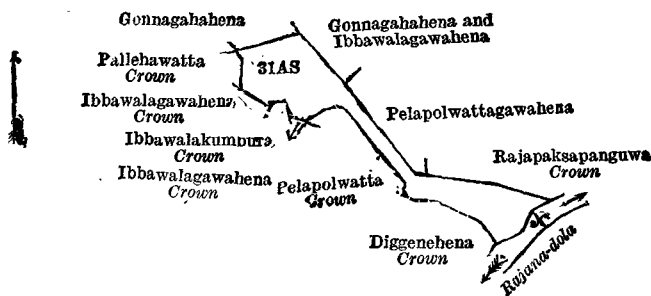 Gonnagahahena
Gonnagahahena and
Ibbawalagawahena
Pallehawatta
Crown
31AS
Ibbawalagawahena
Crown
Pelapolwattagawahena
Ibbawalakumbura
Crown
Ibbawalagawahena
Crown
Pelapolwatta
Crown
Rajapaksapanguwa
Crown
Diggenehena
Crown
Rajana-dola